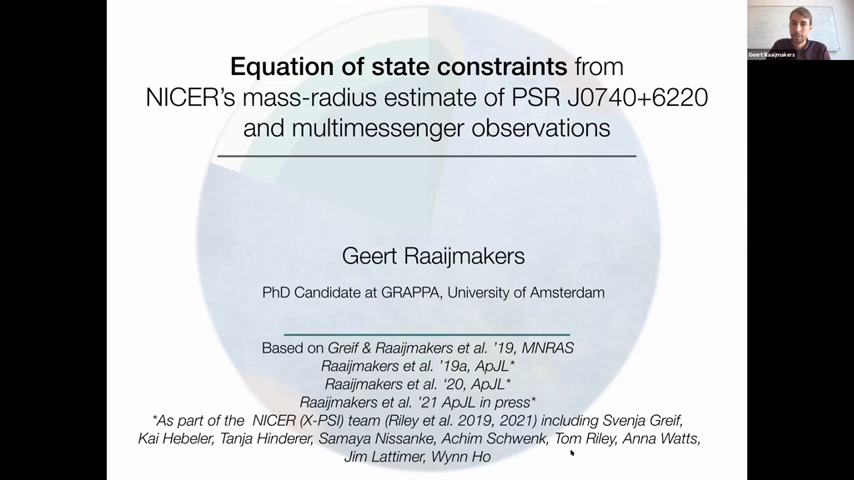 Equation of state constraints from
NICER's mass-radius estimate of PSR J0740+6220
and multimessenger observations
Geert Raaijmakers
PhD Candidate at GRAPPA, University of Amsterdam
Based on Greif & Raaijmakers et al. '19, MNRAS
Raaijmakers et al. '19a, ApJL*
Raaijmakers et al. '20, ApJL*
Raaijmakers et al. '21 ApJL in press*
*As part of the NICER (X-PSI) team (Riley et al. 2019, 2021) including Svenja Greif,
Kai Hebeler, Tanja Hinderer, Samaya Nissanke, Achim Schwenk, Tom Riley, Anna Watts,
Jim Lattimer, Wynn Ho
Geert Raaijmakers